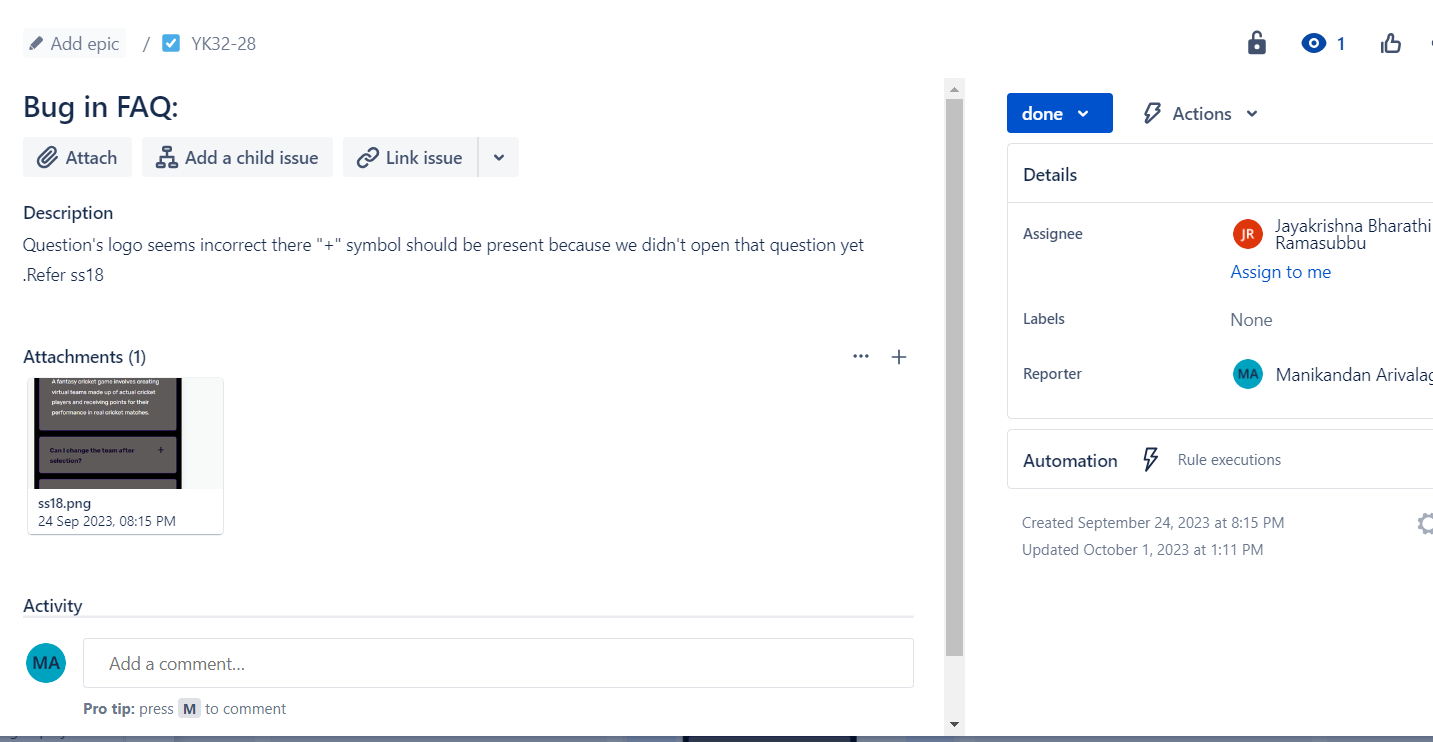 Add epic / YK32-28
1
Bug in FAQ:
Attach Add a child issue Link issue
Description
Question's logo seems incorrect there "+" symbol should be present because we didn't open that question yet
.Refer ss18
Attachments (1)
A fantasy cricket game involves creating
virtual teams made up of actual cricket
players and receiving points for their
performance in real cricket matches.
Can I change the team after
selection?
+
ss18.png
24 Sep 2023, 08:15 PM
Activity
MA
Add a comment...
Pro tip: press M to comment
done
Actions
Details
Assignee
JR
Jayakrishna Bharathi
Ramasubbu
Assign to me
Labels
None
Reporter
MA
Manikandan Arivalag
Automation
Rule executions
Created September 24, 2023 at 8:15 PM
Updated October 1, 2023 at 1:11 PM